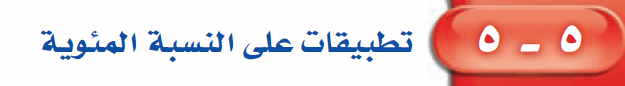 ٥ - ٥ تطبيقات على النسبة المئوية